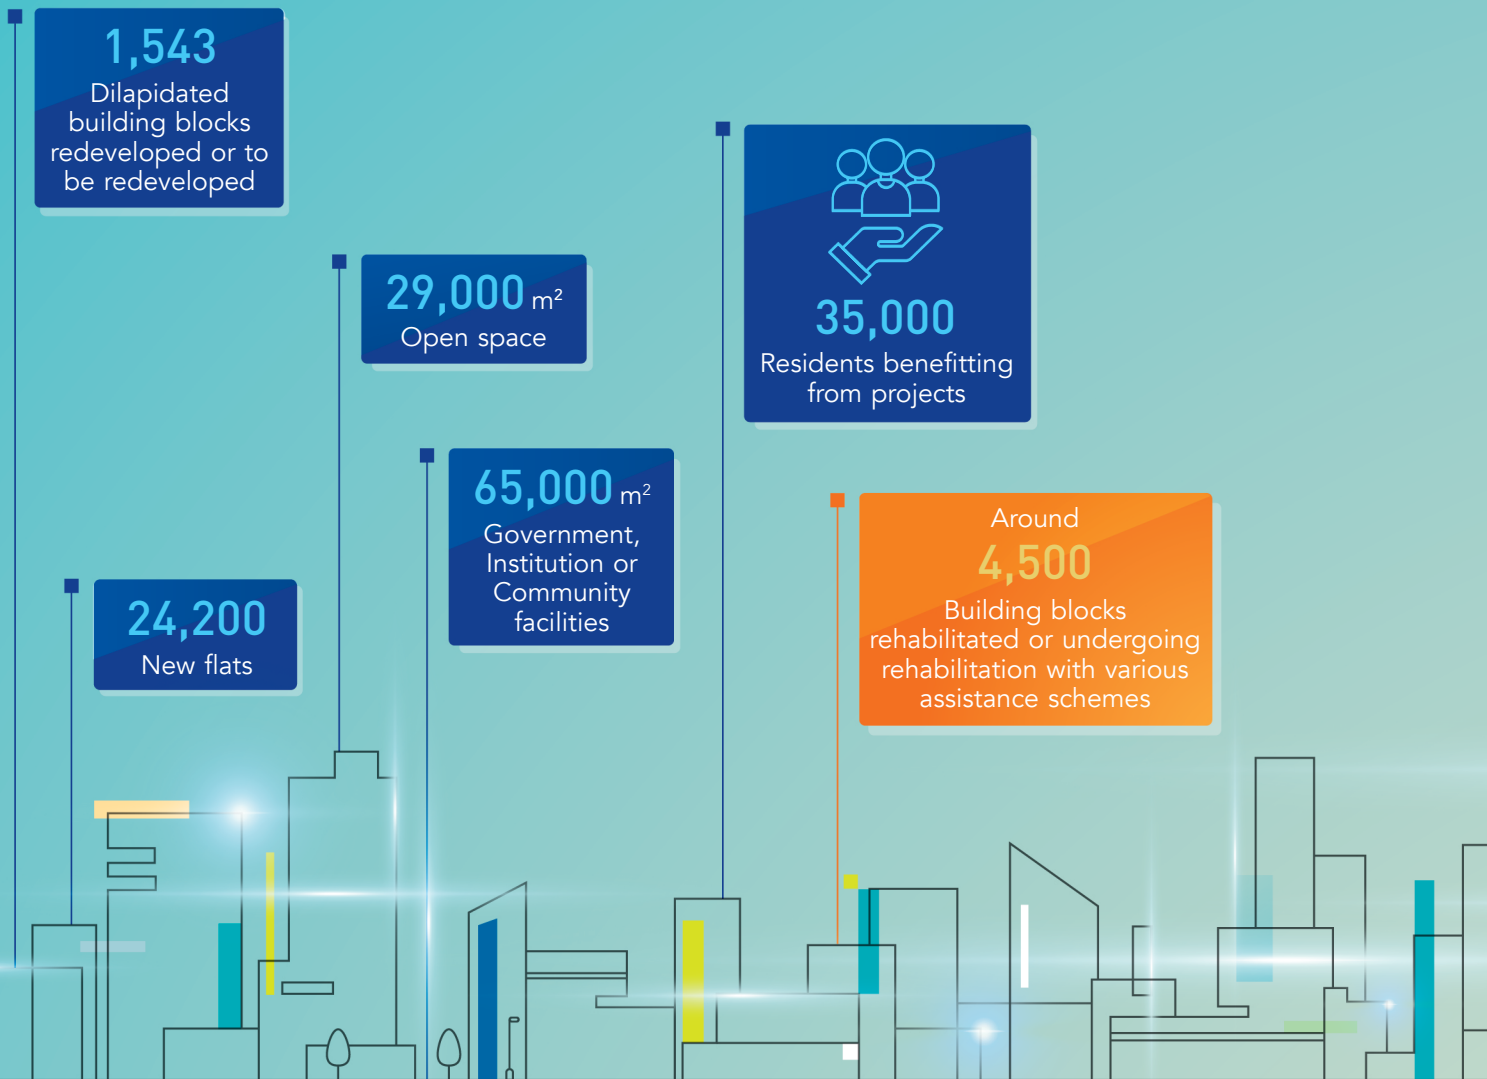 1,543
Dilapidated
building blocks
redeveloped or to
be redeveloped
29,000 m²
Open space
35,000
Residents benefitting
from projects
65,000 m²
Government,
Institution or
Community
facilities
Around
4,500
Building blocks
rehabilitated or undergoing
rehabilitation with various
assistance schemes
24,200
New flats